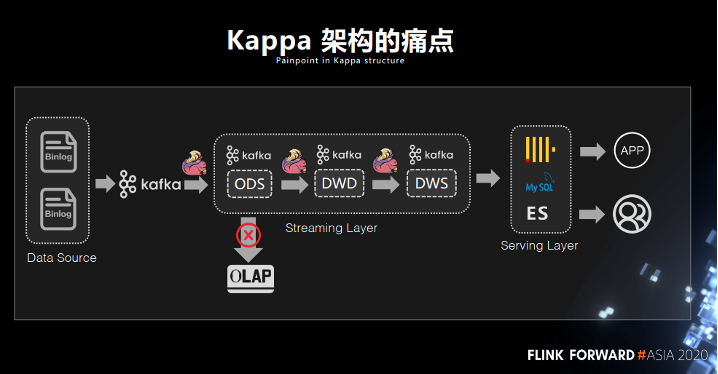 Kappa 架构的痛点
Painpoint in Kappa structure
Binlog
Binlog
Data Source
kafka
kafka
ODS
kafka
DWD
kafka
DWS
Streaming Layer
OLAP
MySQL
ES
Serving Layer
APP
FLINK FORWARD #ASIA 2020